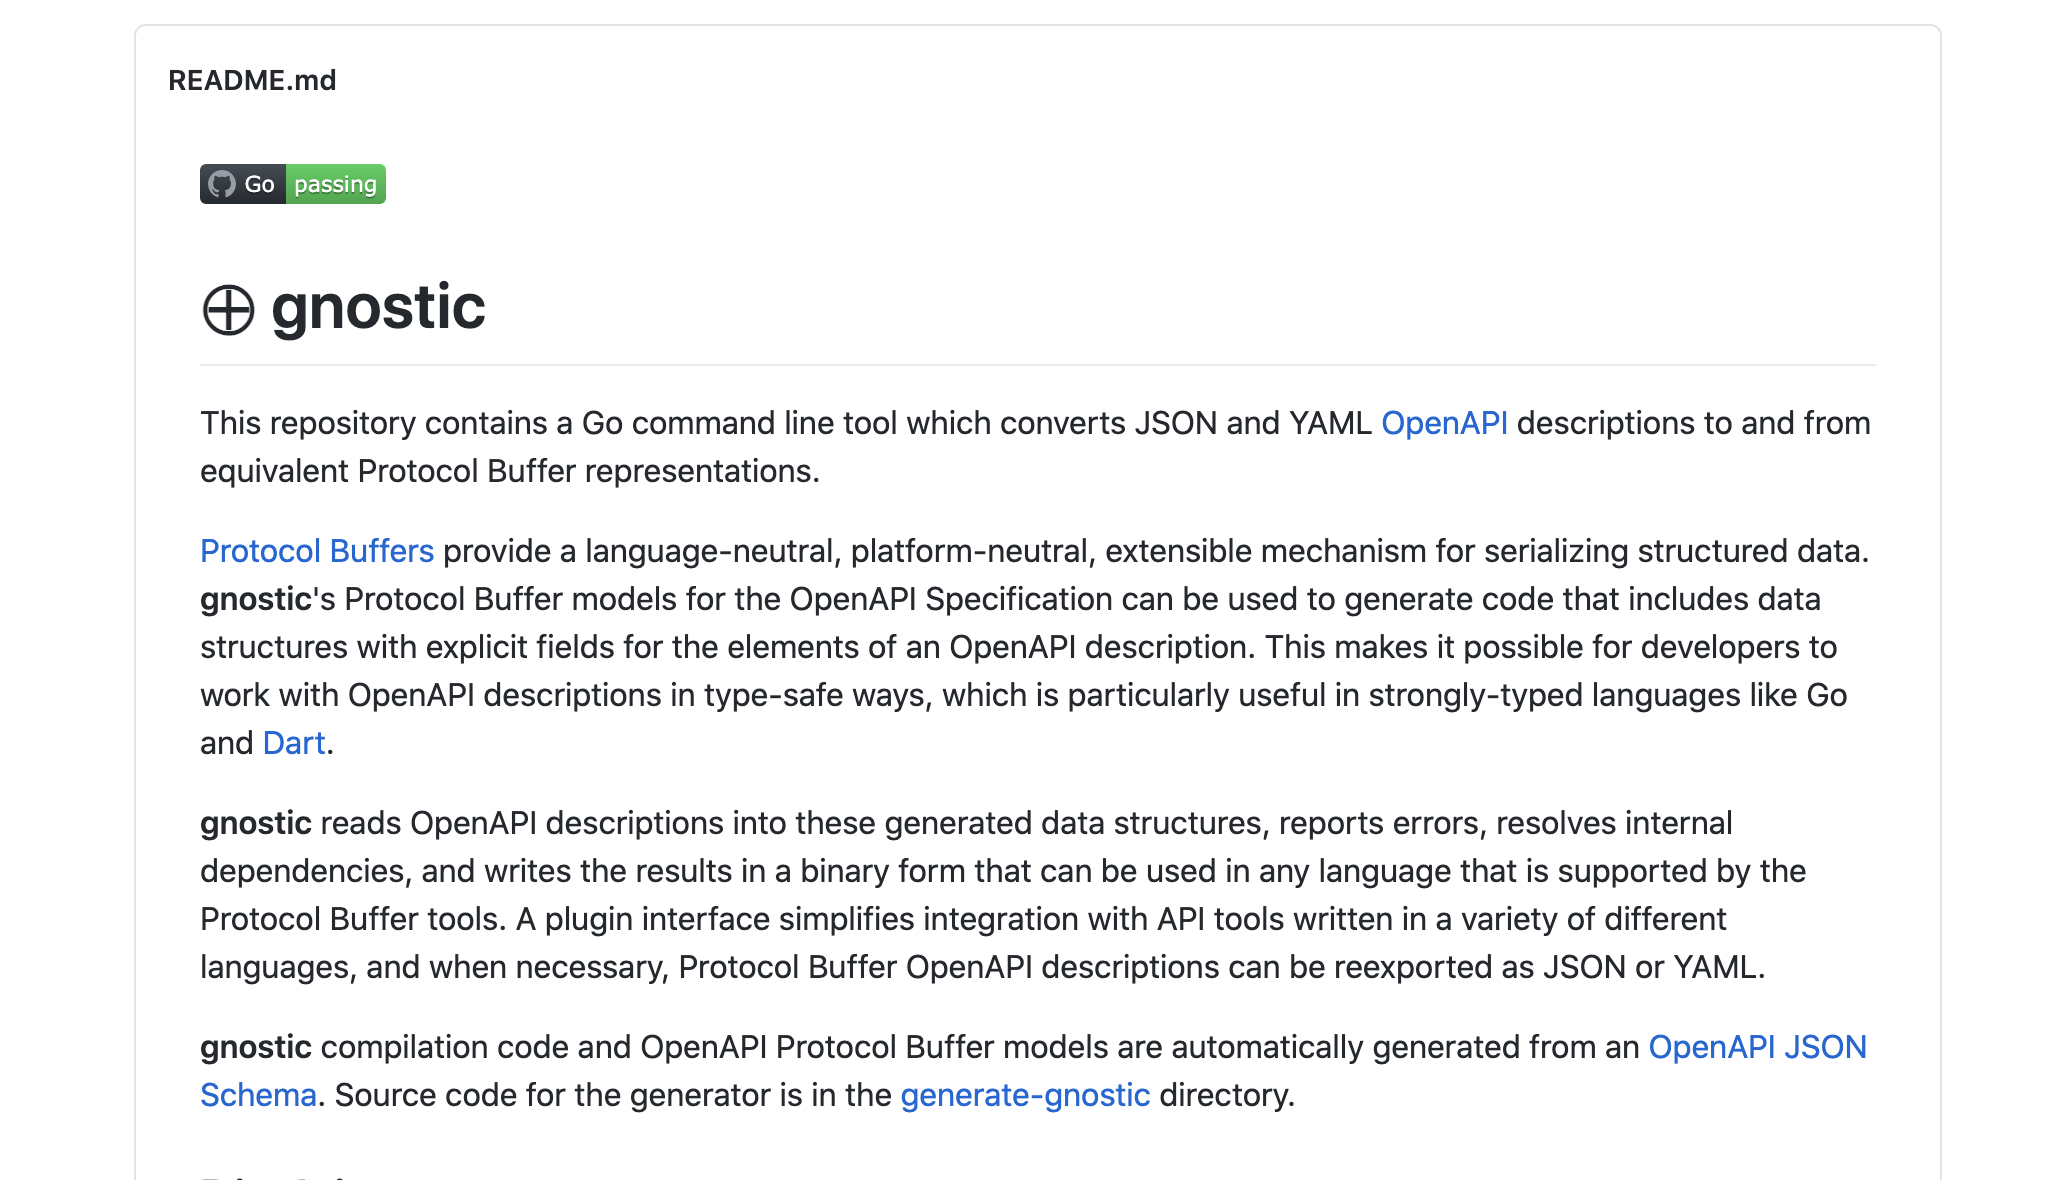 README.md
Go passing
⊕ gnostic
This repository contains a Go command line tool which converts JSON and YAML OpenAPI descriptions to and from
equivalent Protocol Buffer representations.
Protocol Buffers provide a language-neutral, platform-neutral, extensible mechanism for serializing structured data.
gnostic's Protocol Buffer models for the OpenAPI Specification can be used to generate code that includes data
structures with explicit fields for the elements of an OpenAPI description. This makes it possible for developers to
work with OpenAPI descriptions in type-safe ways, which is particularly useful in strongly-typed languages like Go
and Dart.
gnostic reads OpenAPI descriptions into these generated data structures, reports errors, resolves internal
dependencies, and writes the results in a binary form that can be used in any language that is supported by the
Protocol Buffer tools. A plugin interface simplifies integration with API tools written in a variety of different
languages, and when necessary, Protocol Buffer OpenAPI descriptions can be reexported as JSON or YAML.
gnostic compilation code and OpenAPI Protocol Buffer models are automatically generated from an OpenAPI JSON
Schema. Source code for the generator is in the generate-gnostic directory.